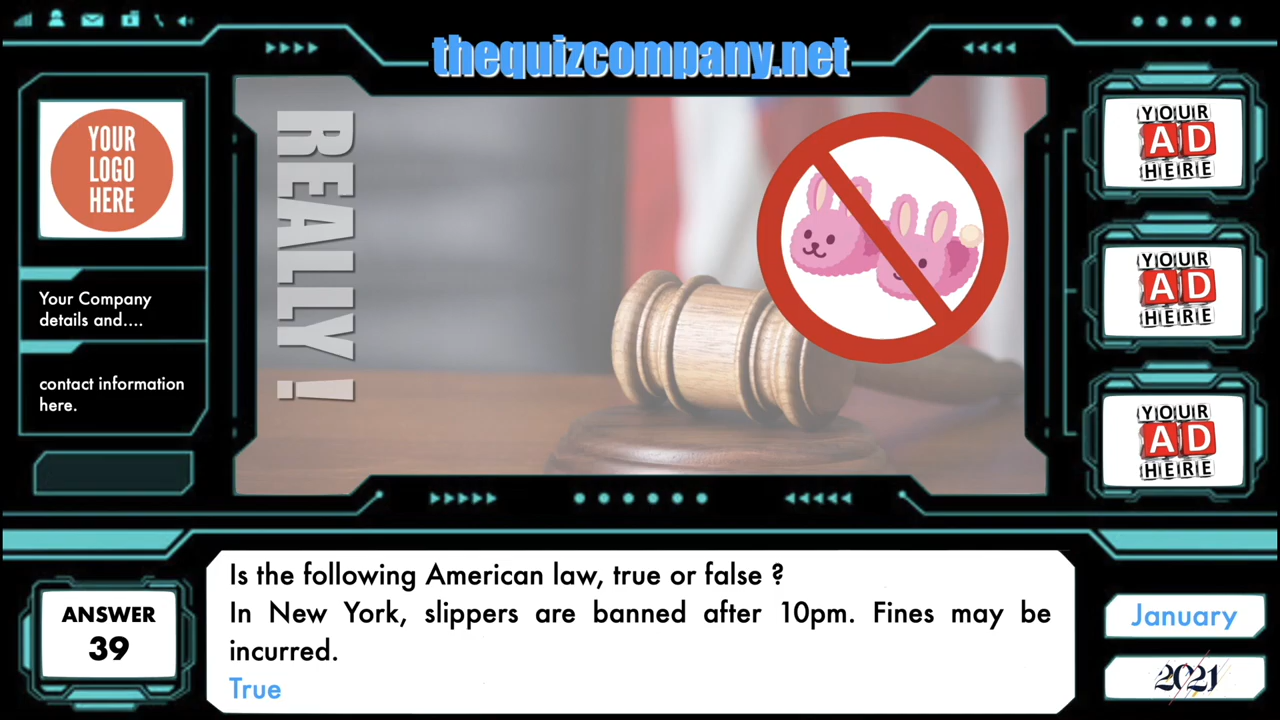 thequizcompany.net
REALLY !
YOUR
LOGO
HERE
Your Company
details and....
contact information
here.
YOUR
AD
HERE
YOUR
AD
HERE
YOUR
AD
HERE
ANSWER
39
Is the following American law, true or false ?
In New York, slippers are banned after 10pm. Fines may be
incurred.
True
January
2021